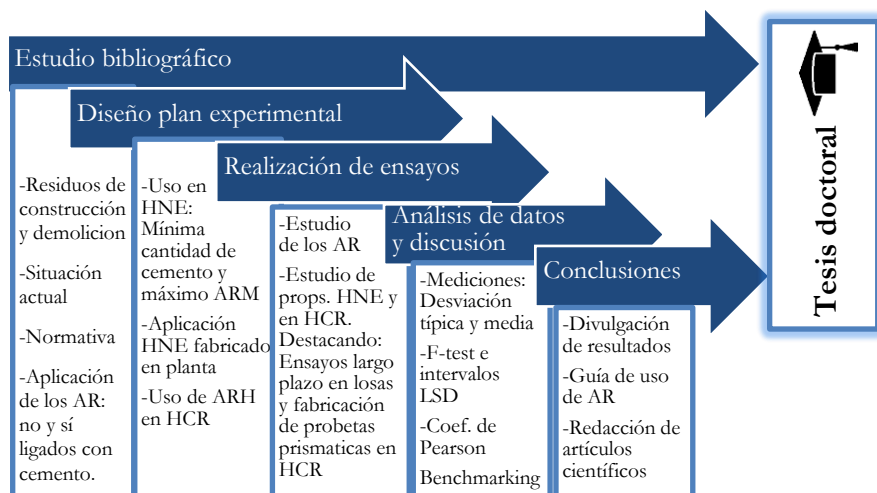 Estudio bibliográfico
Diseño plan experimental
Realización de ensayos
Análisis de datos
y discusión
Conclusiones
-Residuos de
construcción
y demolicion
-Situación
actual
-Normativa
-Aplicación
de los AR:
no y sí
ligados con
cemento.
-Uso en
HNE:
Mínima
cantidad de
cemento y
máximo ARM
-Aplicación
HNE fabricado
en planta
-Uso de ARH
en HCR
-Estudio
de los AR
-Estudio de
props. HNE y
en HCR.
Destacando:
Ensayos largo
plazo en losas
y fabricación
de probetas
prismaticas en
HCR
-Mediciones:
Desviación
típica y media
-F-test e
intervalos
LSD
-Coef. de
Pearson
Benchmarking
-Divulgación
de resultados
-Guía de uso
de AR
-Redacción de
artículos
científicos
Tesis doctoral